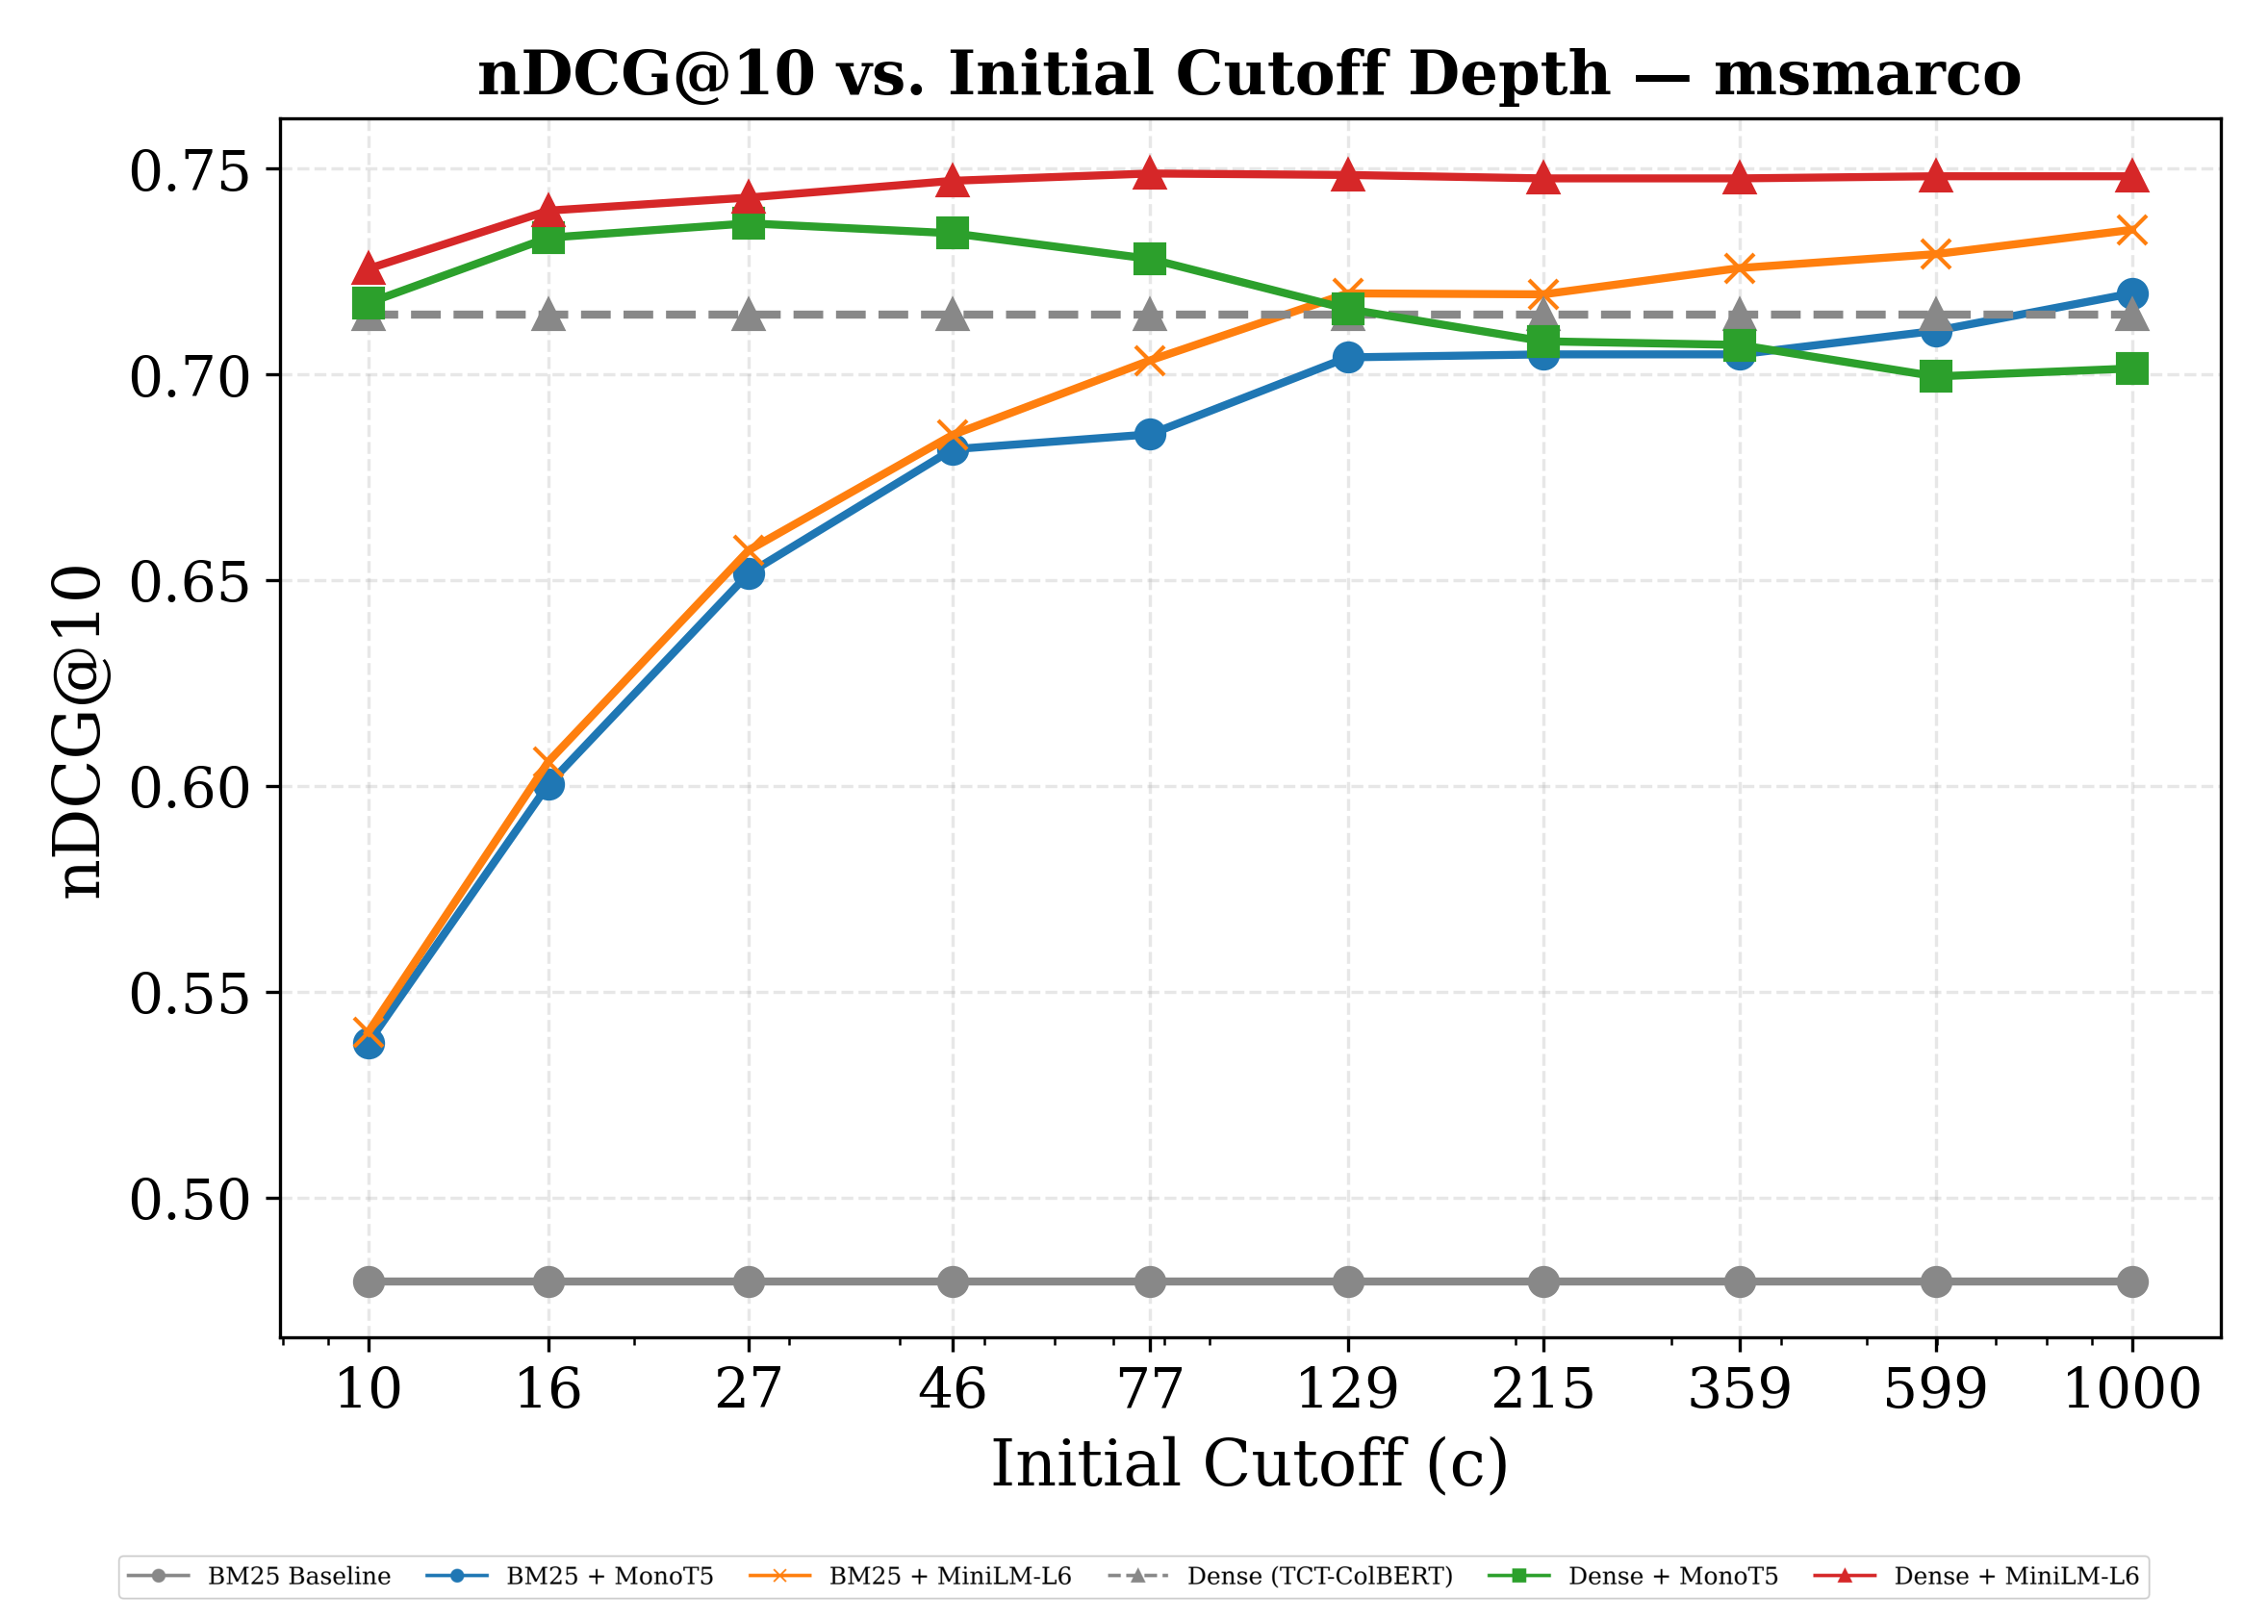 nDCG@10 vs. Initial Cutoff Depth — msmarco
nDCG@10
0.75
0.70
0.65
0.60
0.55
0.50
10 16 27 46 77 129 215 359 599 1000
Initial Cutoff (c)
BM25 Baseline BM25 + MonoT5 BM25 + MiniLM-L6 Dense (TCT-ColBERT) Dense + MonoT5 Dense + MiniLM-L6